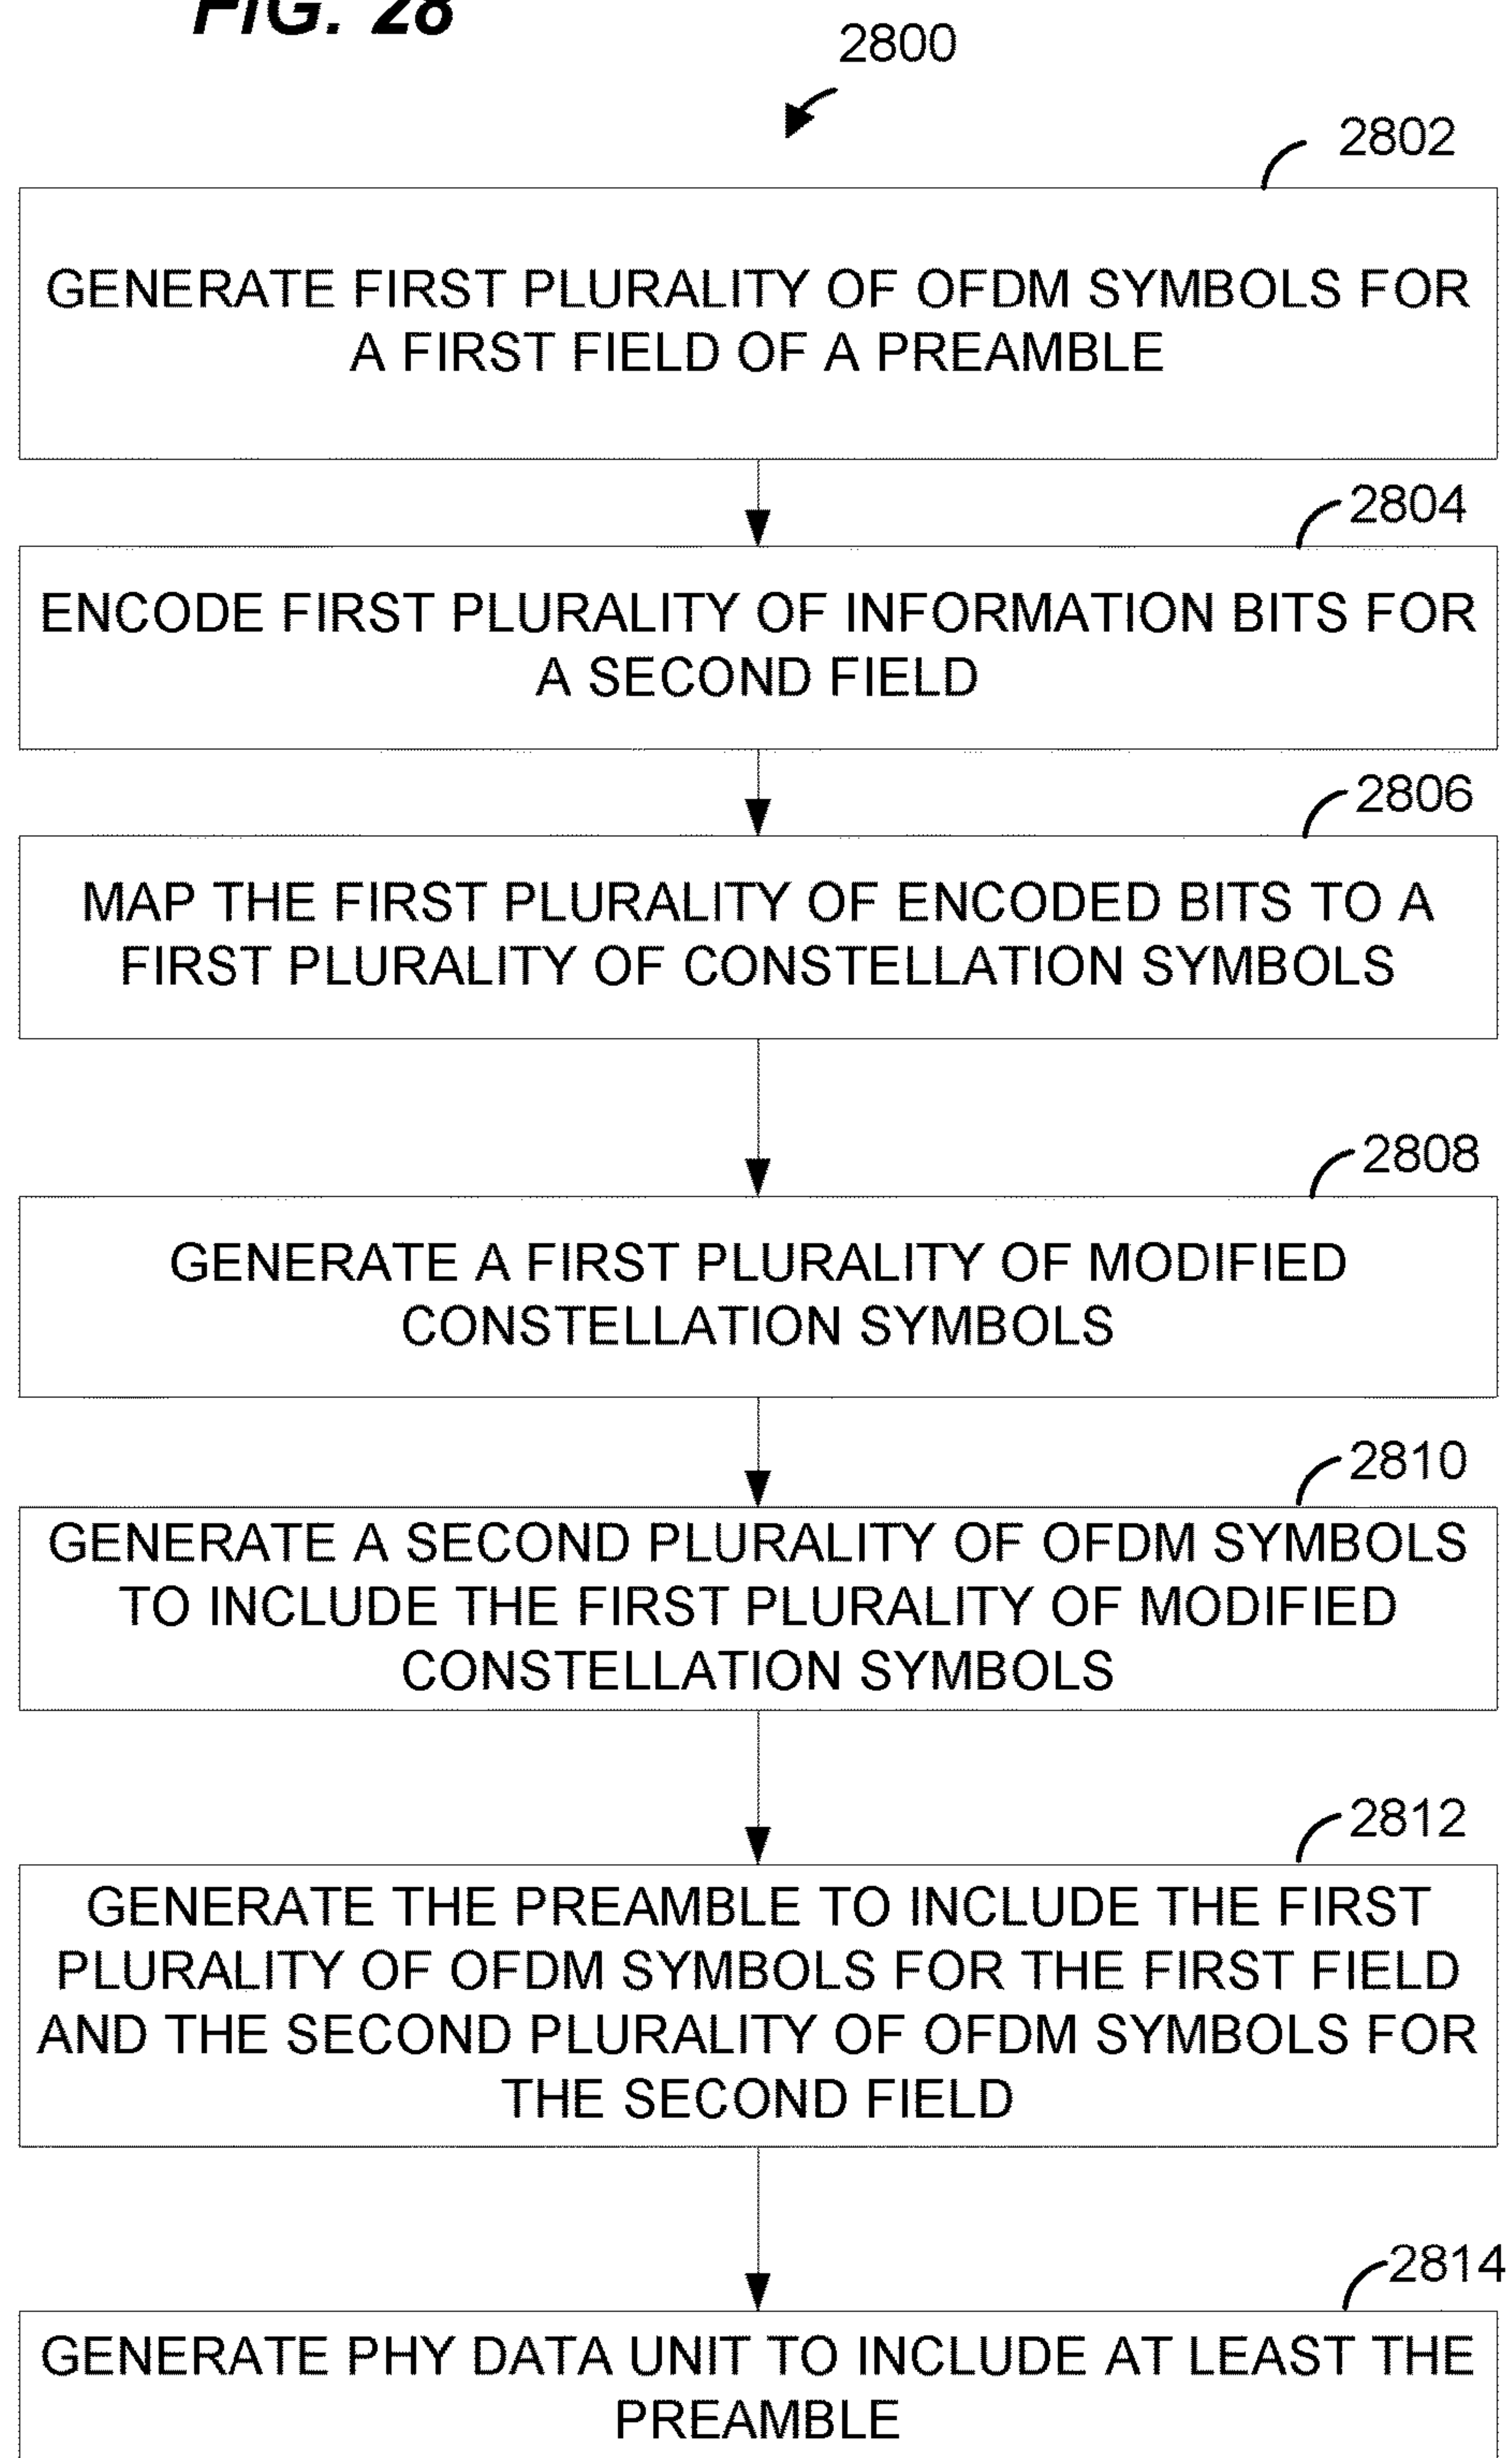 FIG. 28
2800
2802
GENERATE FIRST PLURALITY OF OFDM SYMBOLS FOR
A FIRST FIELD OF A PREAMBLE
2804
ENCODE FIRST PLURALITY OF INFORMATION BITS FOR
A SECOND FIELD
2806
MAP THE FIRST PLURALITY OF ENCODED BITS TO A
FIRST PLURALITY OF CONSTELLATION SYMBOLS
2808
GENERATE A FIRST PLURALITY OF MODIFIED
CONSTELLATION SYMBOLS
2810
GENERATE A SECOND PLURALITY OF OFDM SYMBOLS
TO INCLUDE THE FIRST PLURALITY OF MODIFIED
CONSTELLATION SYMBOLS
2812
GENERATE THE PREAMBLE TO INCLUDE THE FIRST
PLURALITY OF OFDM SYMBOLS FOR THE FIRST FIELD
AND THE SECOND PLURALITY OF OFDM SYMBOLS FOR
THE SECOND FIELD
2814
GENERATE PHY DATA UNIT TO INCLUDE AT LEAST THE
PREAMBLE